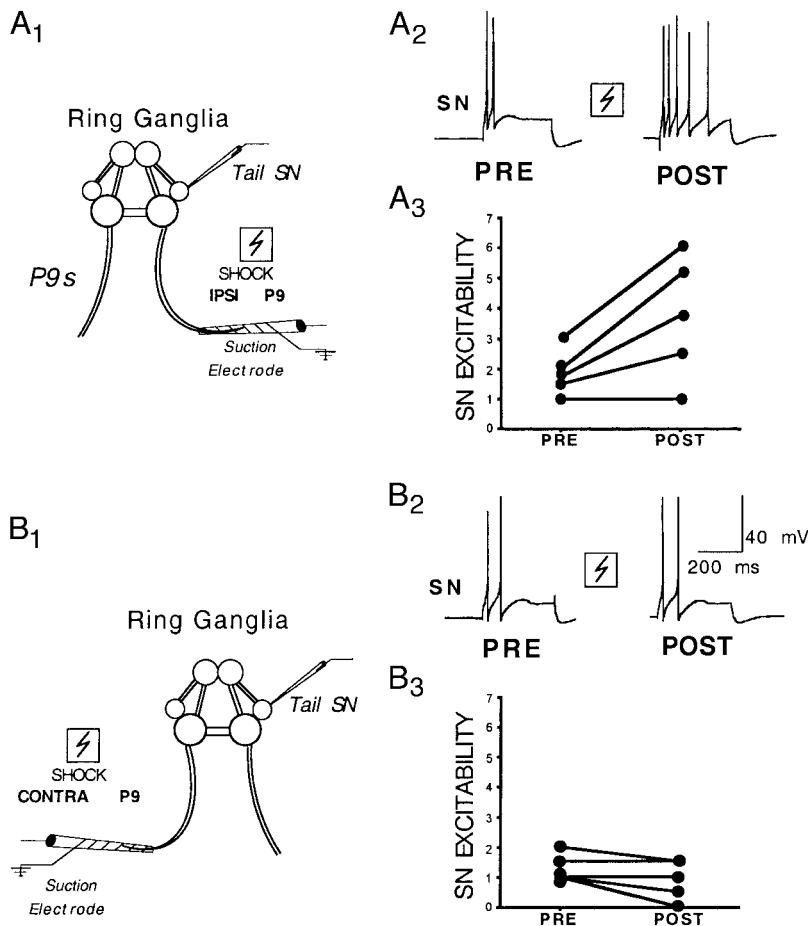 A1
Ring Ganglia
Tail SN
P9s
SHOCK
IPSI P9
Suction
Electrode
A2
SN
PRE
POST
A3
SN EXCITABILITY
7
6
5
4
3
2
1
0
PRE
POST
B1
Ring Ganglia
Tail SN
SHOCK
CONTRA P9
Suction
Electrode
B2
SN
40 mV
200 ms
PRE
POST
B3
SN EXCITABILITY
7
6
5
4
3
2
1
0
PRE
POST